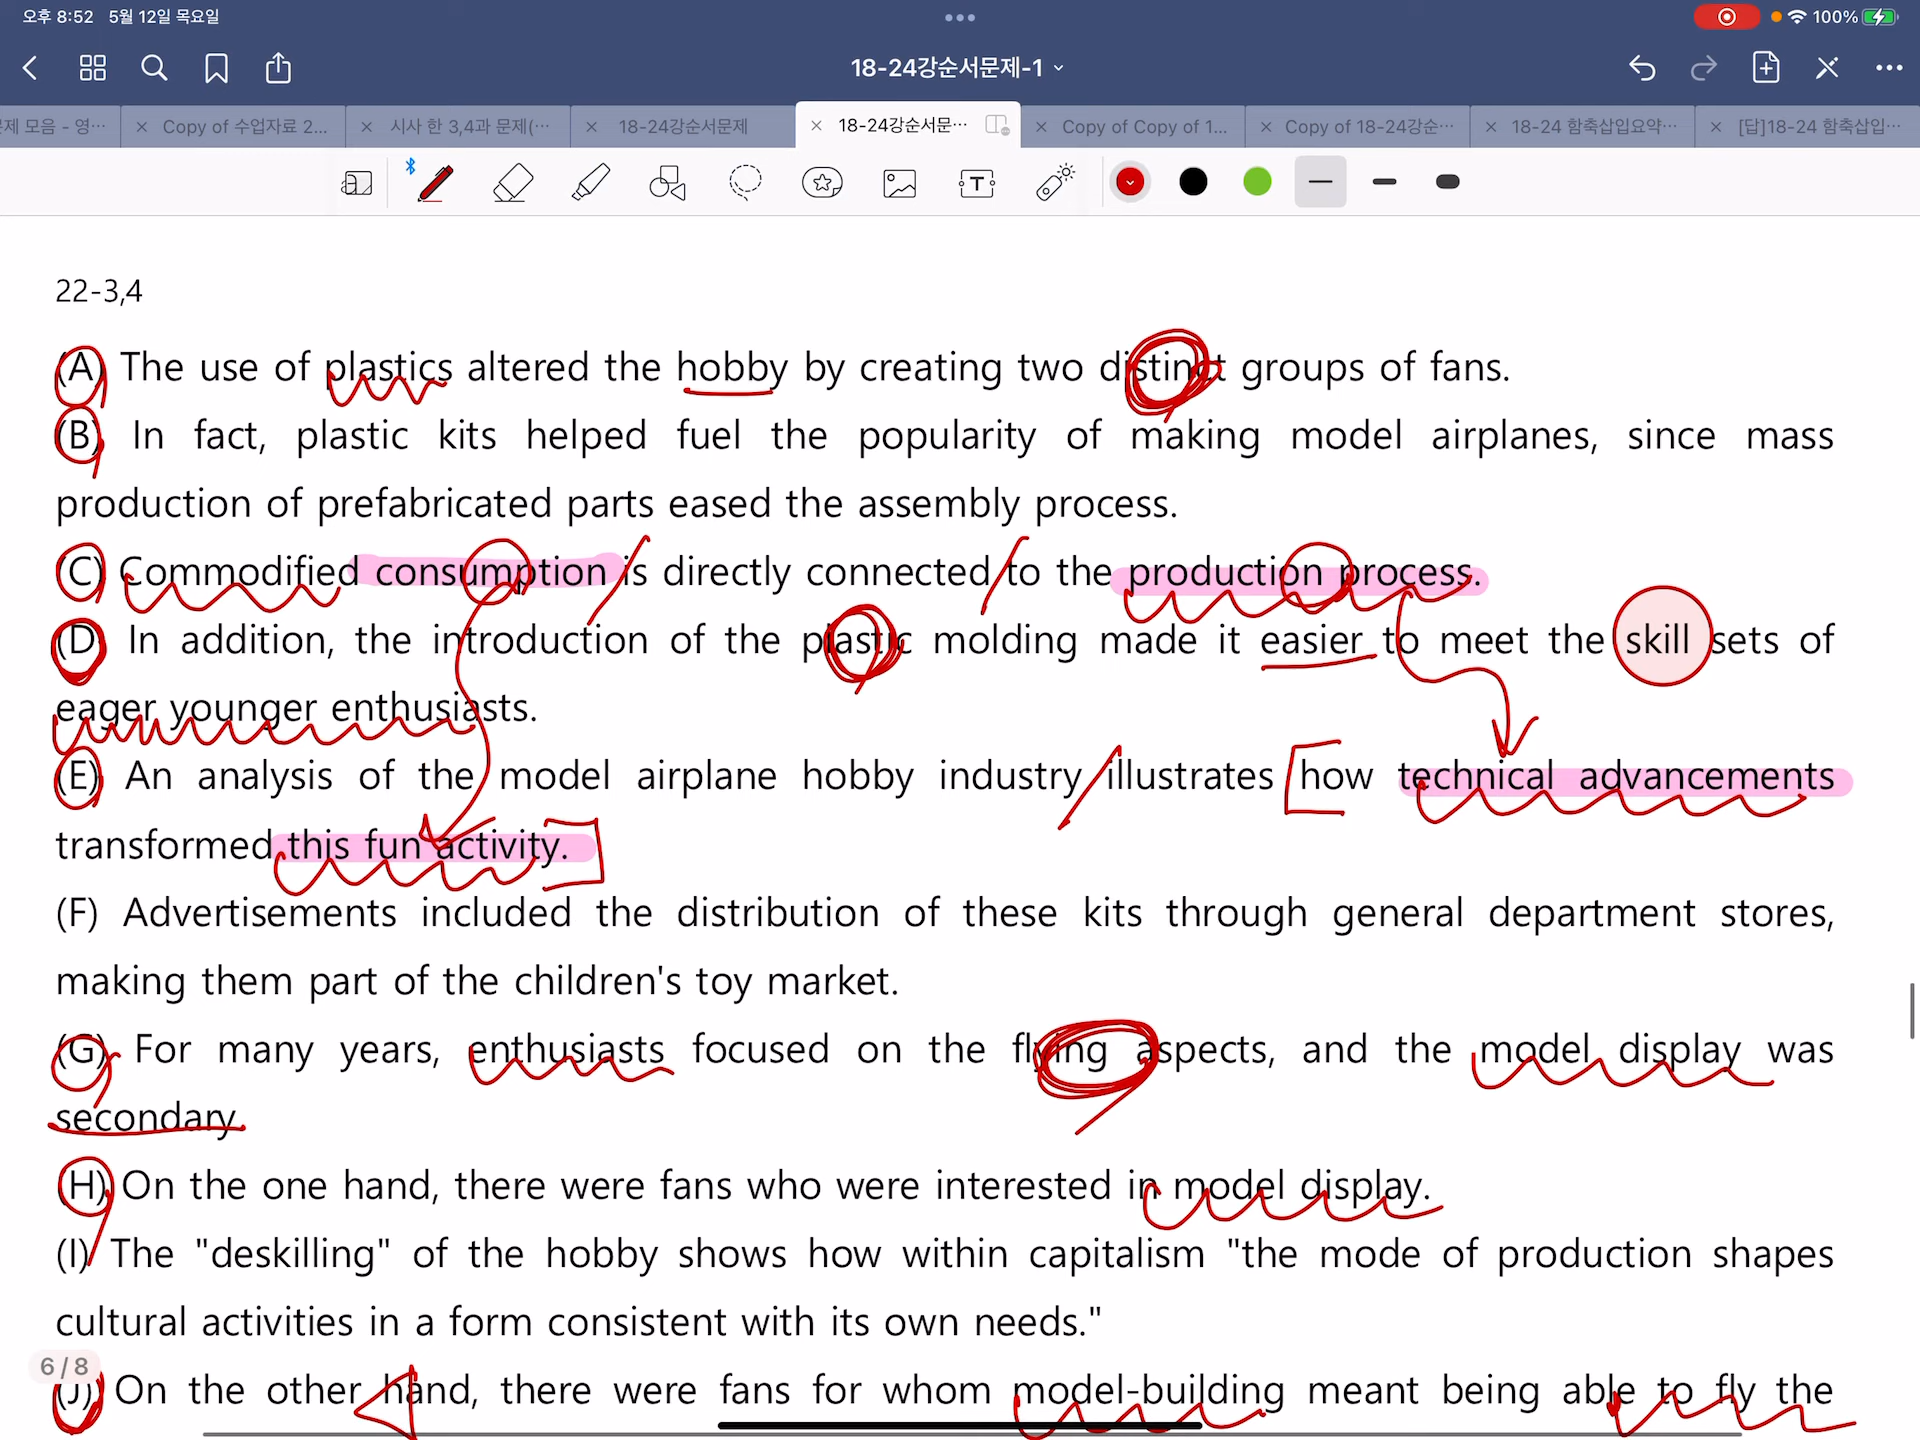 오후 8:52 5월 12일 목요일
100%
18-24강순서문제-1
문제 모음 - 영…
Copy of 수업자료 2...
시사 한 3,4과 문제(…
18-24강순서문제
18-24강순서문…
Copy of Copy of 1...
Copy of 18-24강순…
18-24 함축삽입요약…
[답]18-24 함축삽입…
22-3,4
(A) The use of plastics altered the hobby by creating two distinct groups of fans.
(B) In fact, plastic kits helped fuel the popularity of making model airplanes, since mass
production of prefabricated parts eased the assembly process.
(C) Commodified consumption is directly connected to the production process.
(D) In addition, the introduction of the plastic molding made it easier to meet the skill sets of
eager younger enthusiasts.
(E) An analysis of the model airplane hobby industry illustrates how technical advancements
transformed this fun activity.
(F) Advertisements included the distribution of these kits through general department stores,
making them part of the children's toy market.
(G) For many years, enthusiasts focused on the flying aspects, and the model display was
secondary.
(H) On the one hand, there were fans who were interested in model display.
(I) The "deskilling" of the hobby shows how within capitalism "the mode of production shapes
cultural activities in a form consistent with its own needs."
6/8
(J) On the other hand, there were fans for whom model-building meant being able to fly the